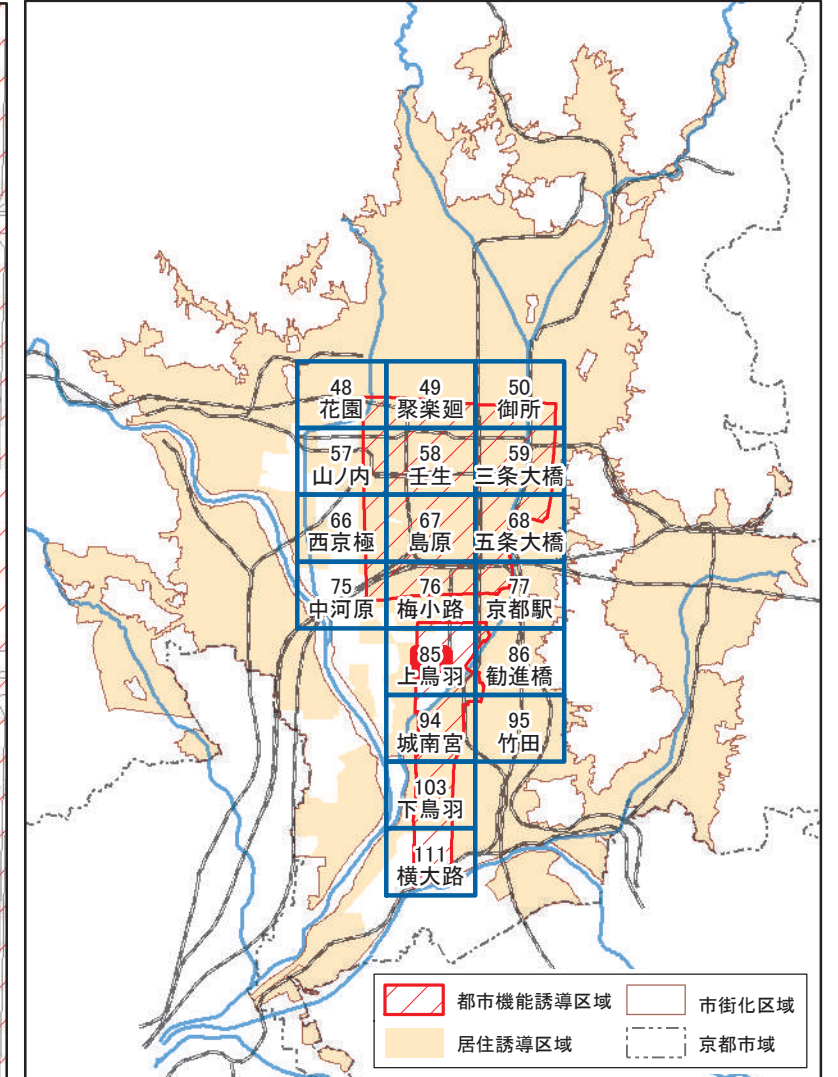 48
花園
49
聚楽廻
50
御所
57
山ノ内
58
壬生
59
三条大橋
66
西京極
67
島原
68
五条大橋
75
中河原
76
梅小路
77
京都駅
85
上鳥羽
86
勧進橋
94
城南宮
95
竹田
103
下鳥羽
111
横大路
都市機能誘導区域
市街化区域
居住誘導区域
京都市域